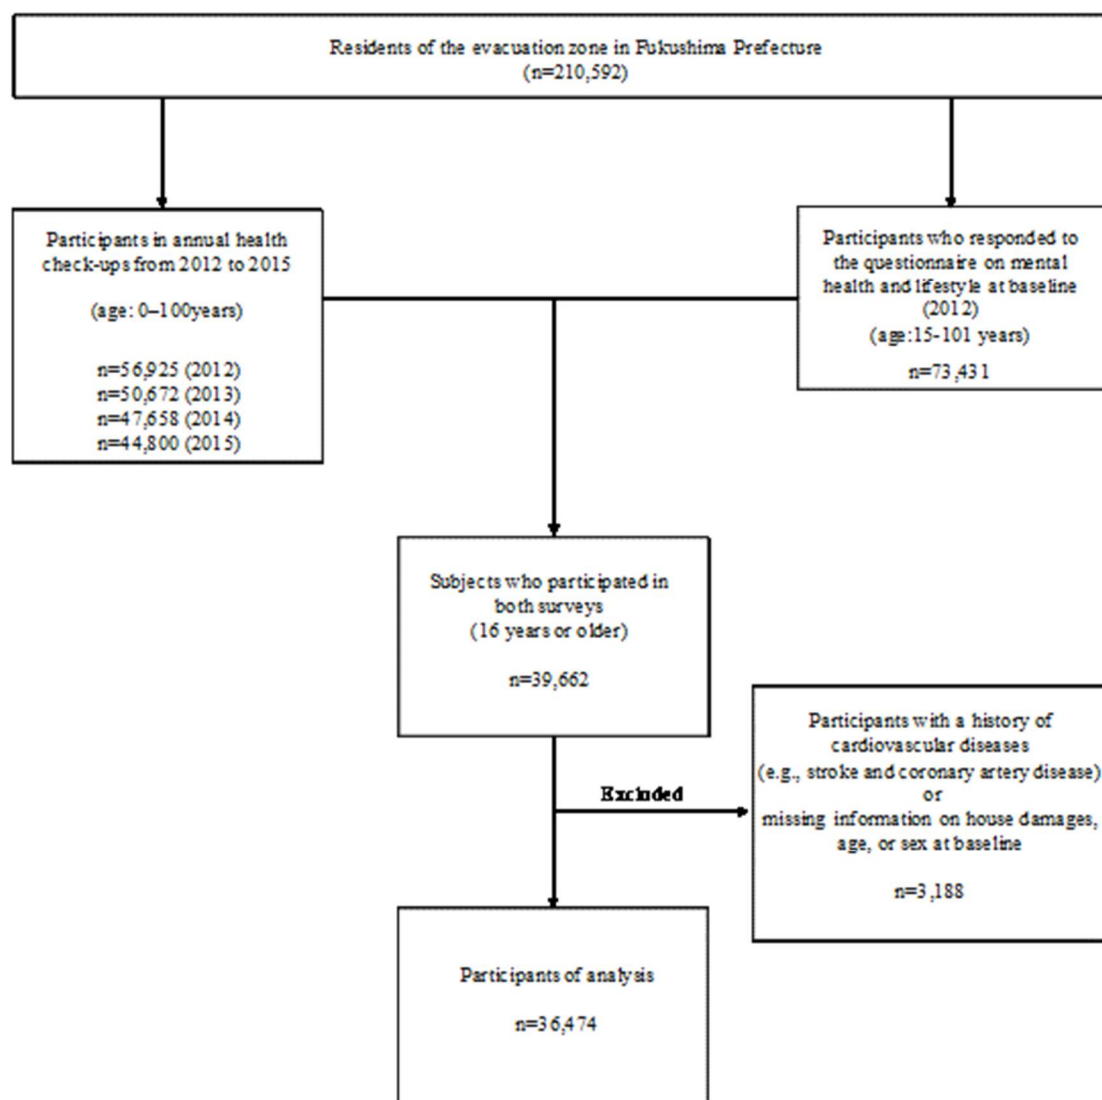 Residents of the evacuation zone in Fukushima Prefecture
(n=210,592)
Participants in annual health
check-ups from 2012 to 2015
(age: 0–100years)
n=56,925 (2012)
n=50,672 (2013)
n=47,658 (2014)
n=44,800 (2015)
Participants who responded to
the questionnaire on mental
health and lifestyle at baseline
(2012)
(age:15-101 years)
n=73,431
Subjects who participated in
both surveys
(16 years or older)
n=39,662
Excluded
Participants with a history of
cardiovascular diseases
(e.g., stroke and coronary artery disease)
or
missing information on house damages,
age, or sex at baseline
n=3,188
Participants of analysis
n=36,474